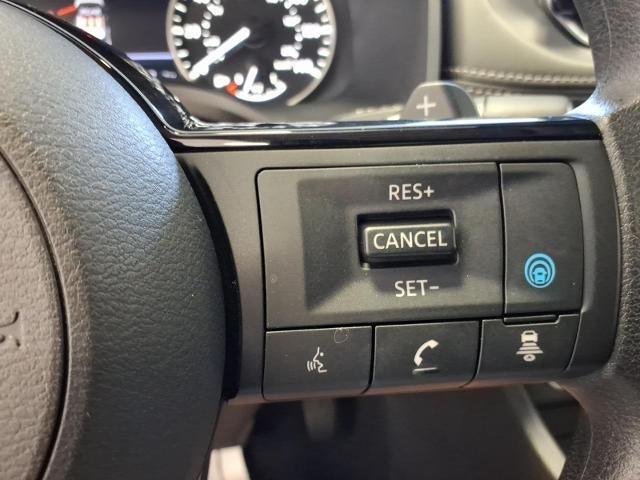 RES+
CANCEL
SET-
+